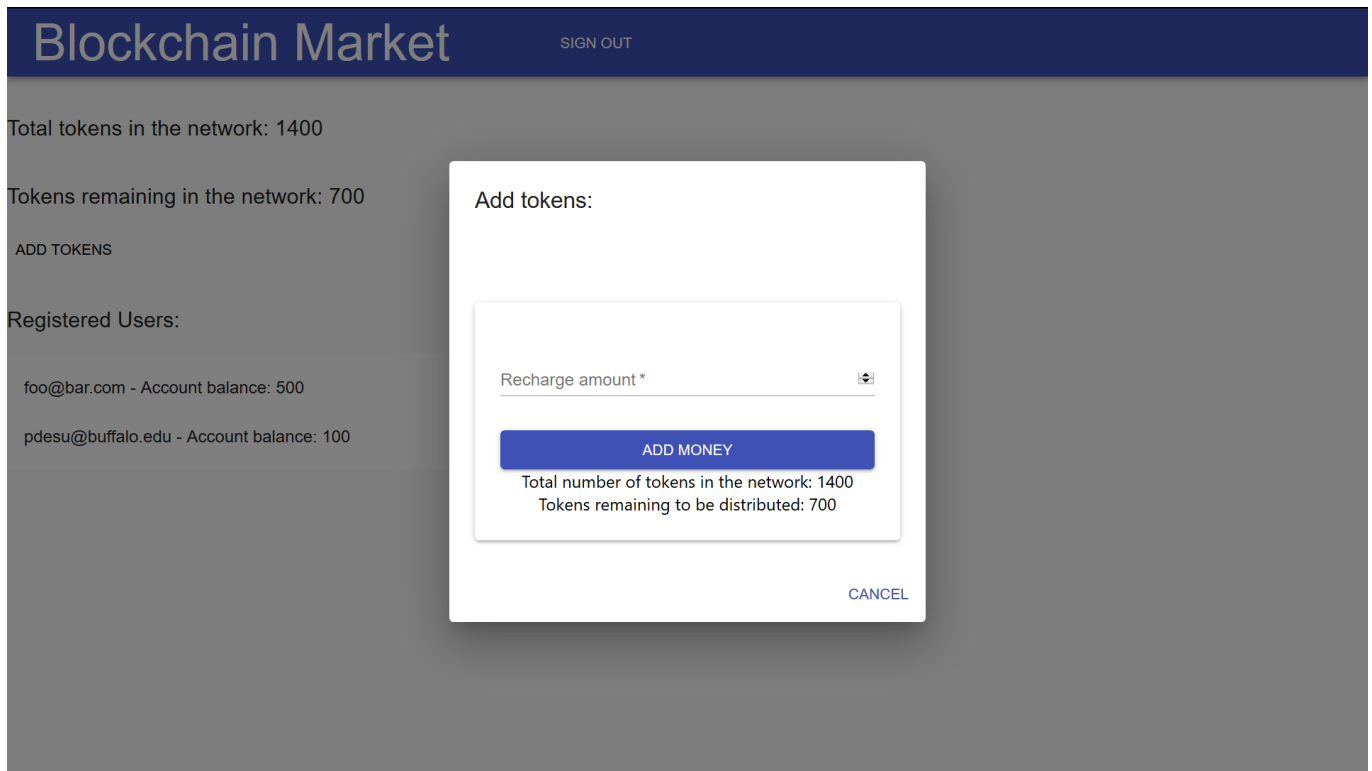 Blockchain Market
SIGN OUT
Total tokens in the network: 1400
Tokens remaining in the network: 700
ADD TOKENS
Registered Users:
foo@bar.com - Account balance: 500
pdesu@buffalo.edu - Account balance: 100
Add tokens:
Recharge amount *
ADD MONEY
Total number of tokens in the network: 1400
Tokens remaining to be distributed: 700
CANCEL